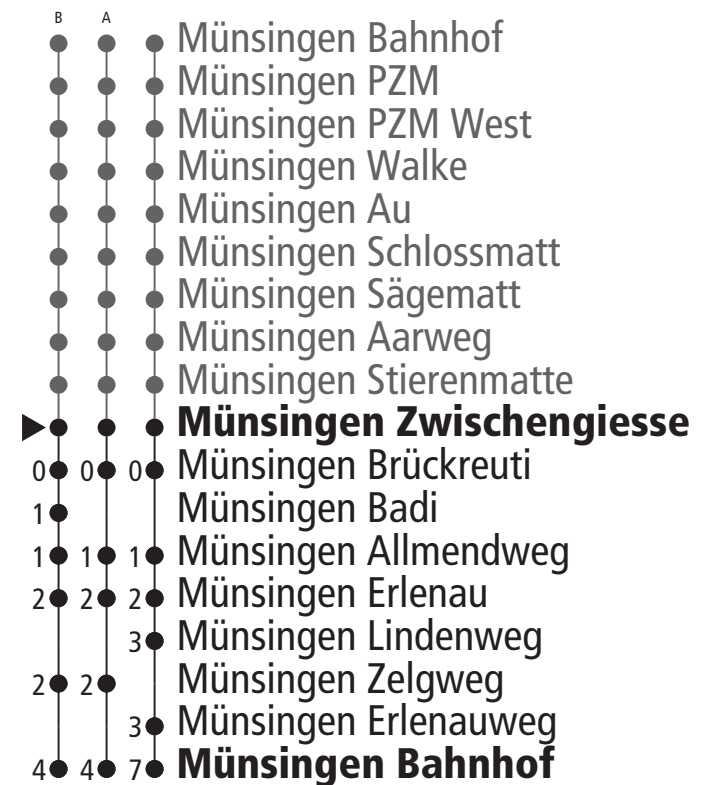 B A
Münsingen Bahnhof
Münsingen PZM
Münsingen PZM West
Münsingen Walke
Münsingen Au
Münsingen Schlossmatt
Münsingen Sägematt
Münsingen Aarweg
Münsingen Stierenmatte
Münsingen Zwischengiesse
0 0 0 Münsingen Brückreuti
1 Münsingen Badi
1 1 1 Münsingen Allmendweg
2 2 2 Münsingen Erlenau
3 Münsingen Lindenweg
2 2 Münsingen Zelgweg
3 Münsingen Erlenauweg
4 4 7 Münsingen Bahnhof